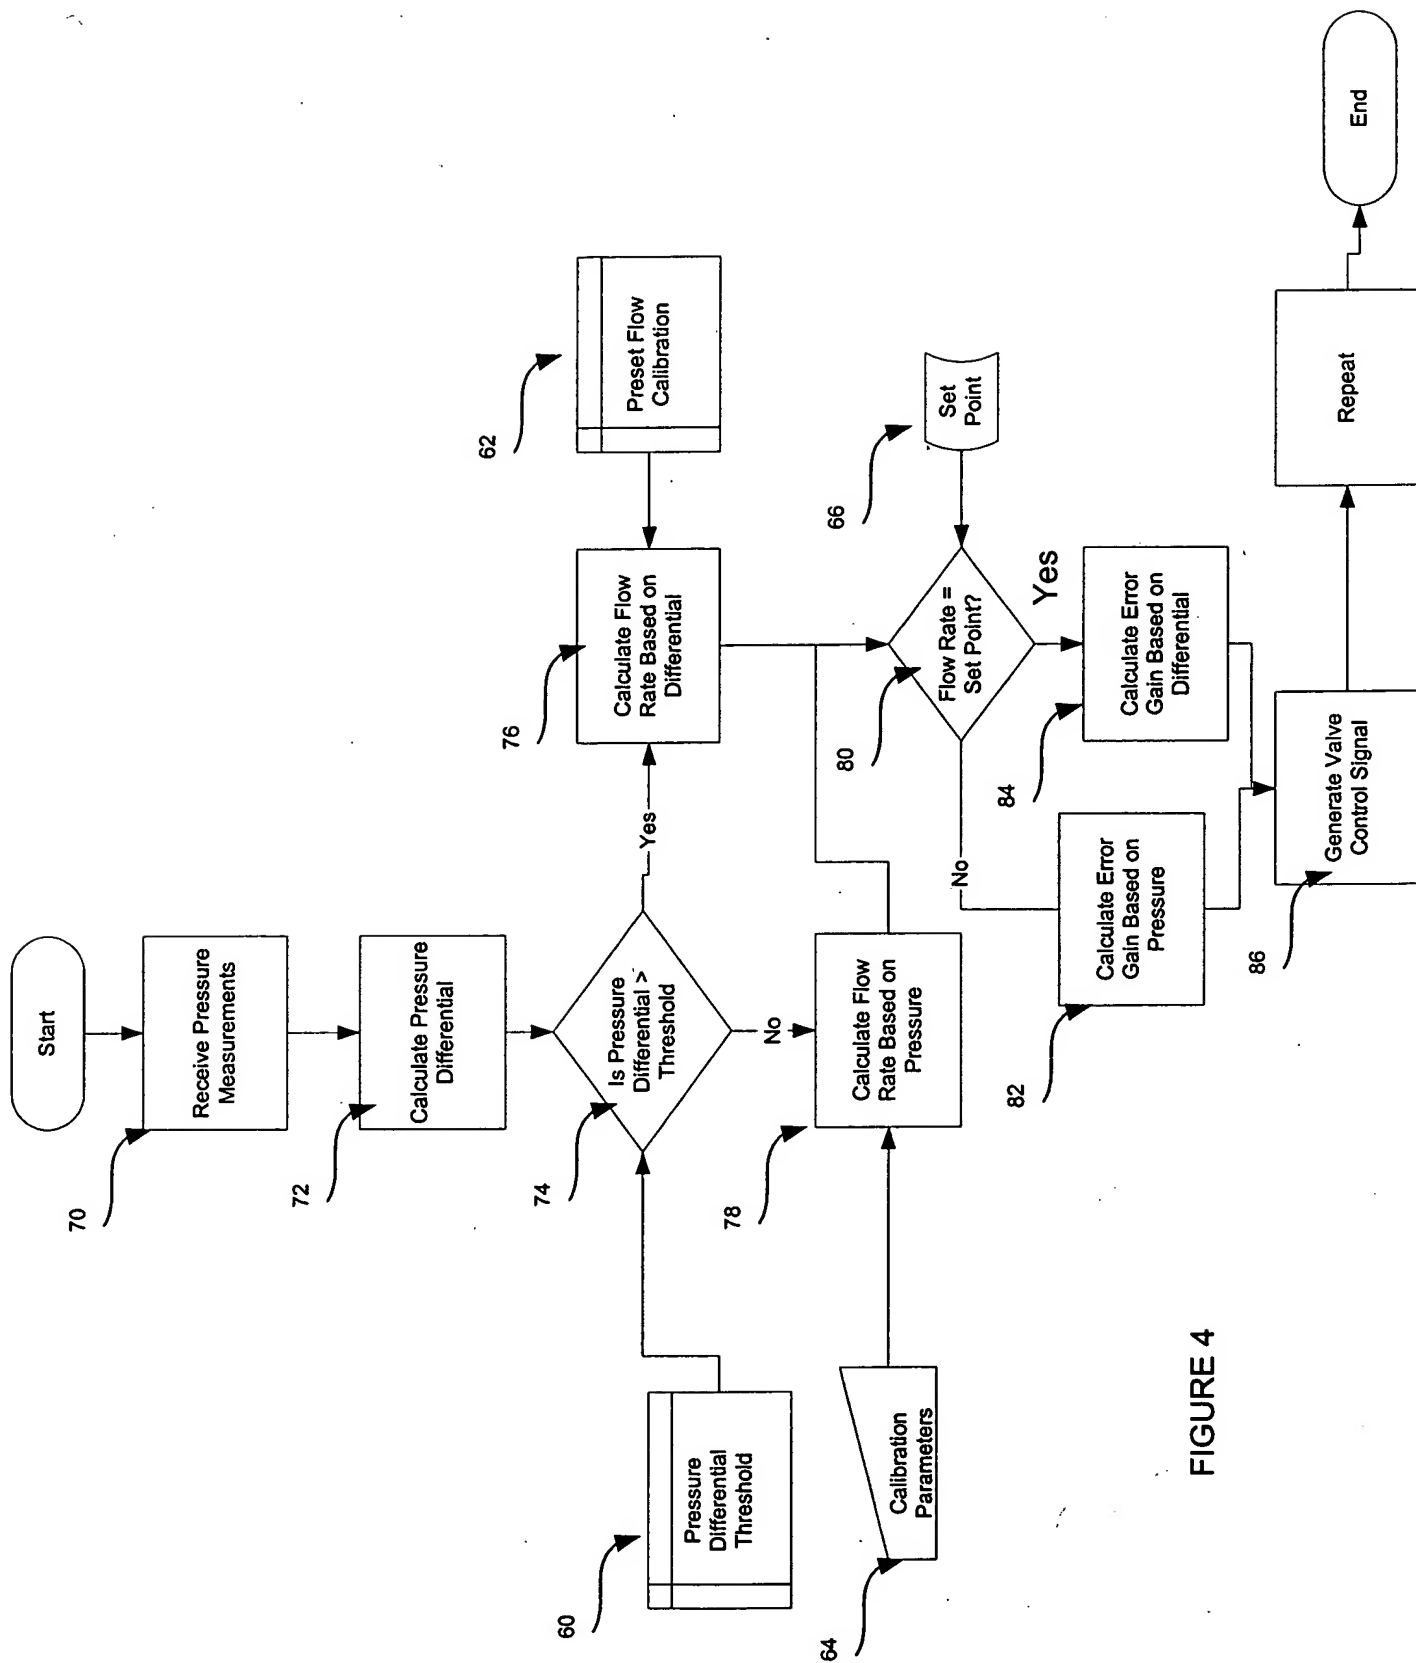 Start
70
Receive Pressure
Measurements
72
Calculate Pressure
Differential
60
Pressure
Differential
Threshold
74
Is Pressure
Differential >
Threshold
Yes
No
76
Calculate Flow
Rate Based on
Differential
62
Preset Flow
Calibration
64
Calibration
Parameters
78
Calculate Flow
Rate Based on
Pressure
66
Set
Point
80
Flow Rate =
Set Point?
No
Yes
82
Calculate Error
Gain Based on
Pressure
84
Calculate Error
Gain Based on
Differential
86
Generate Valve
Control Signal
Repeat
End
FIGURE 4